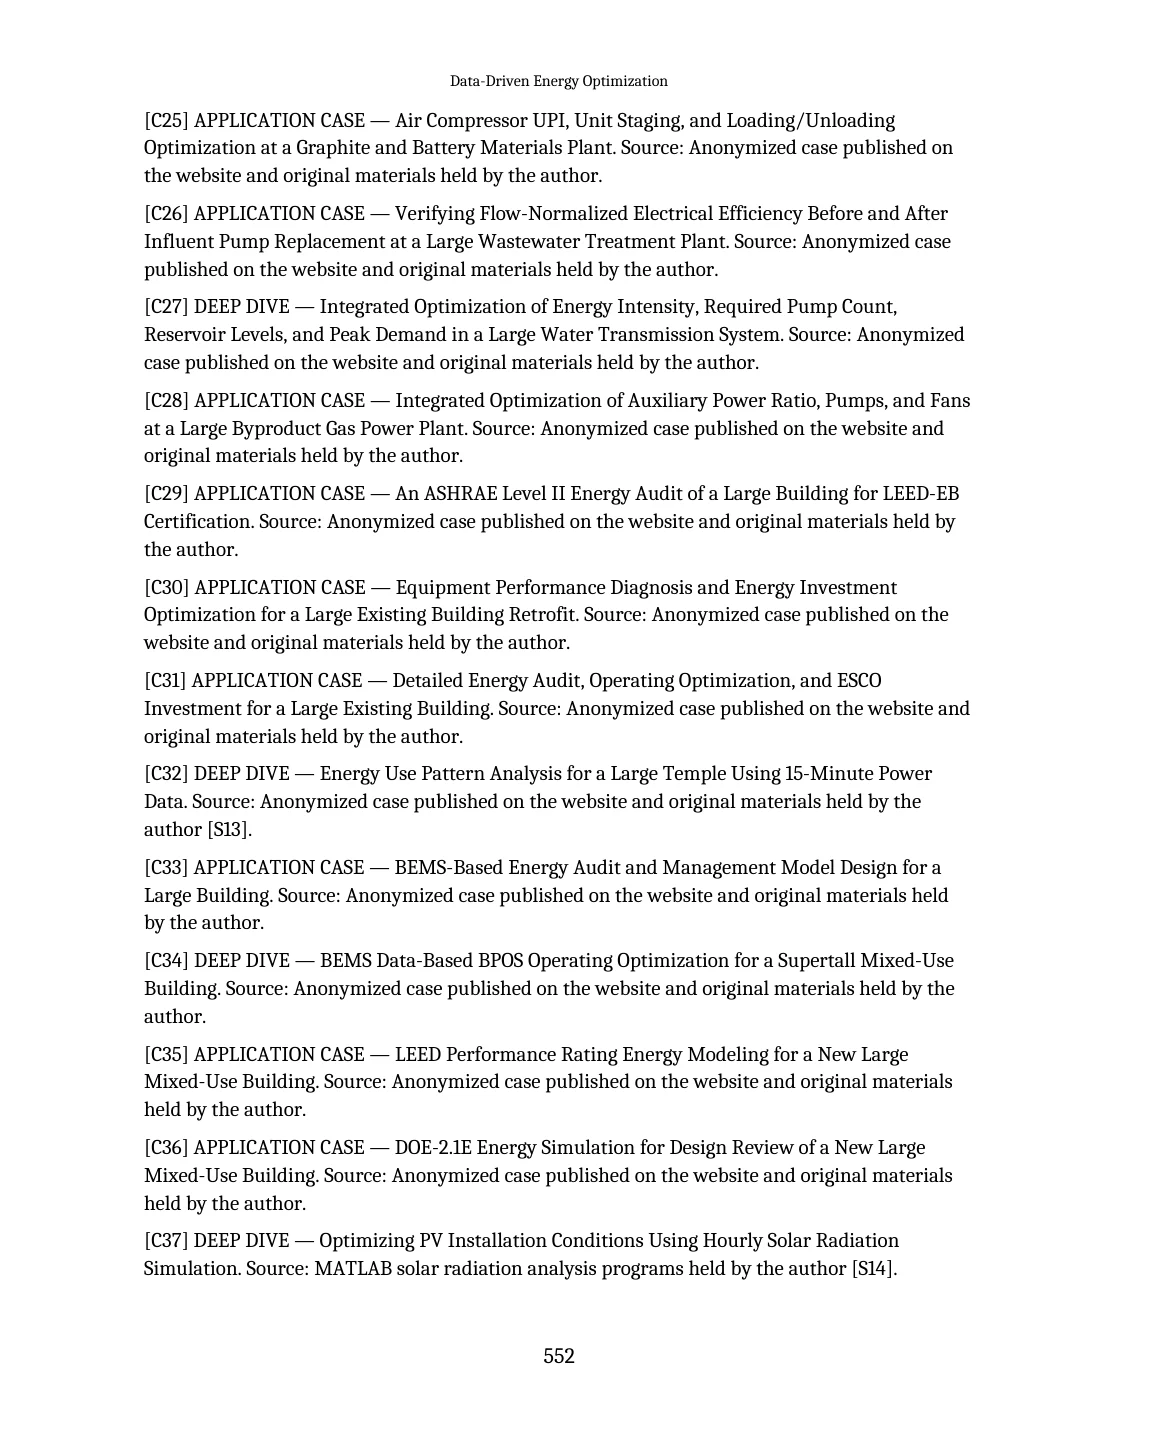 Data-Driven Energy Optimization
[C25] APPLICATION CASE — Air Compressor UPI, Unit Staging, and Loading/Unloading
Optimization at a Graphite and Battery Materials Plant. Source: Anonymized case published on
the website and original materials held by the author.
[C26] APPLICATION CASE — Verifying Flow-Normalized Electrical Efficiency Before and After
Influent Pump Replacement at a Large Wastewater Treatment Plant. Source: Anonymized case
published on the website and original materials held by the author.
[C27] DEEP DIVE — Integrated Optimization of Energy Intensity, Required Pump Count,
Reservoir Levels, and Peak Demand in a Large Water Transmission System. Source: Anonymized
case published on the website and original materials held by the author.
[C28] APPLICATION CASE — Integrated Optimization of Auxiliary Power Ratio, Pumps, and Fans
at a Large Byproduct Gas Power Plant. Source: Anonymized case published on the website and
original materials held by the author.
[C29] APPLICATION CASE — An ASHRAE Level II Energy Audit of a Large Building for LEED-EB
Certification. Source: Anonymized case published on the website and original materials held by
the author.
[C30] APPLICATION CASE — Equipment Performance Diagnosis and Energy Investment
Optimization for a Large Existing Building Retrofit. Source: Anonymized case published on the
website and original materials held by the author.
[C31] APPLICATION CASE — Detailed Energy Audit, Operating Optimization, and ESCO
Investment for a Large Existing Building. Source: Anonymized case published on the website and
original materials held by the author.
[C32] DEEP DIVE — Energy Use Pattern Analysis for a Large Temple Using 15-Minute Power
Data. Source: Anonymized case published on the website and original materials held by the
author [S13].
[C33] APPLICATION CASE — BEMS-Based Energy Audit and Management Model Design for a
Large Building. Source: Anonymized case published on the website and original materials held
by the author.
[C34] DEEP DIVE — BEMS Data-Based BPOS Operating Optimization for a Supertall Mixed-Use
Building. Source: Anonymized case published on the website and original materials held by the
author.
[C35] APPLICATION CASE — LEED Performance Rating Energy Modeling for a New Large
Mixed-Use Building. Source: Anonymized case published on the website and original materials
held by the author.
[C36] APPLICATION CASE — DOE-2.1E Energy Simulation for Design Review of a New Large
Mixed-Use Building. Source: Anonymized case published on the website and original materials
held by the author.
[C37] DEEP DIVE — Optimizing PV Installation Conditions Using Hourly Solar Radiation
Simulation. Source: MATLAB solar radiation analysis programs held by the author [S14].
552